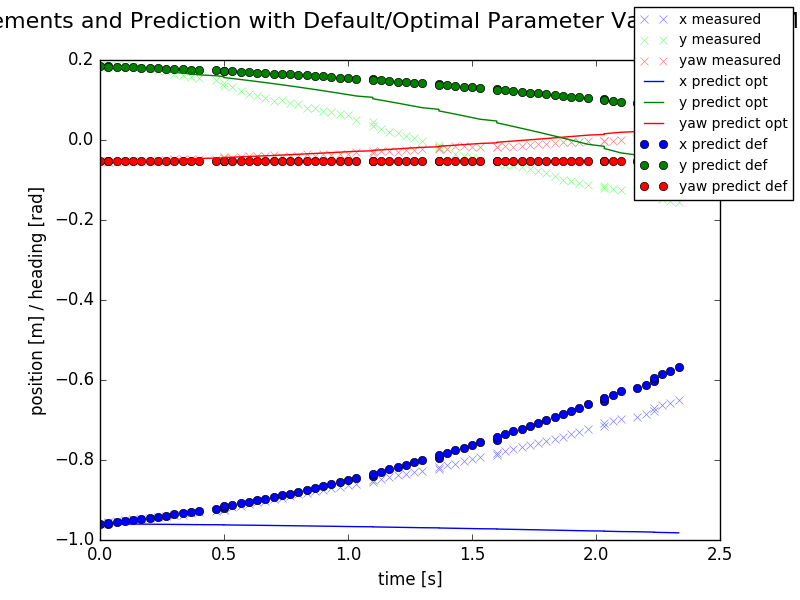 ements and Prediction with Default/Optimal Parameter Va
x measured
y measured
yaw measured
x predict opt
y predict opt
yaw predict opt
x predict def
y predict def
yaw predict def
position [m] / heading [rad]
0.2
0.0
−0.2
−0.4
−0.6
−0.8
−1.0
0.0 0.5 1.0 1.5 2.0 2.5
time [s]